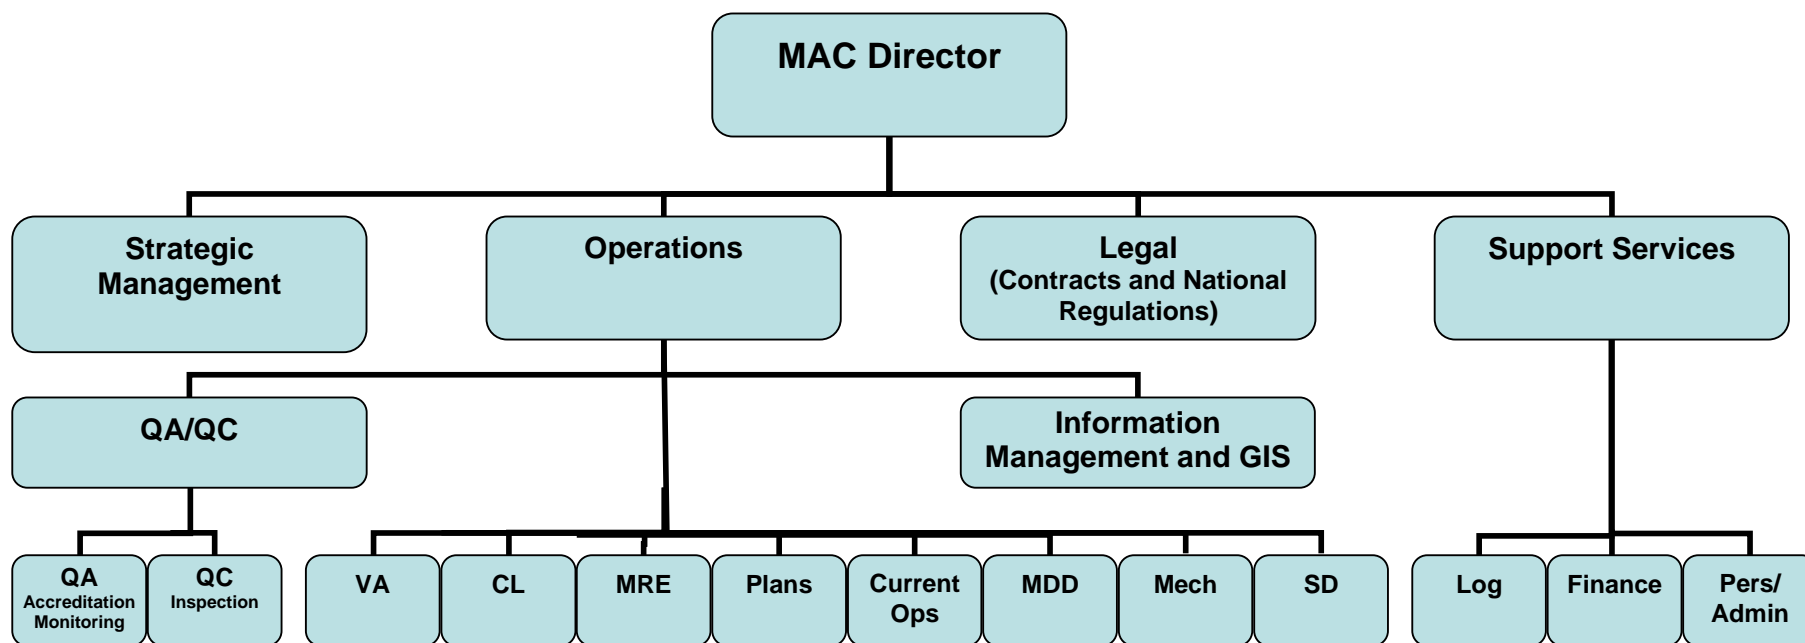 MAC Director
Strategic
Management
Operations
Legal
(Contracts and National
Regulations)
Support Services
QA/QC
Information
Management and GIS
QA
Accreditation
Monitoring
QC
Inspection
VA
CL
MRE
Plans
Current
Ops
MDD
Mech
SD
Log
Finance
Pers/
Admin